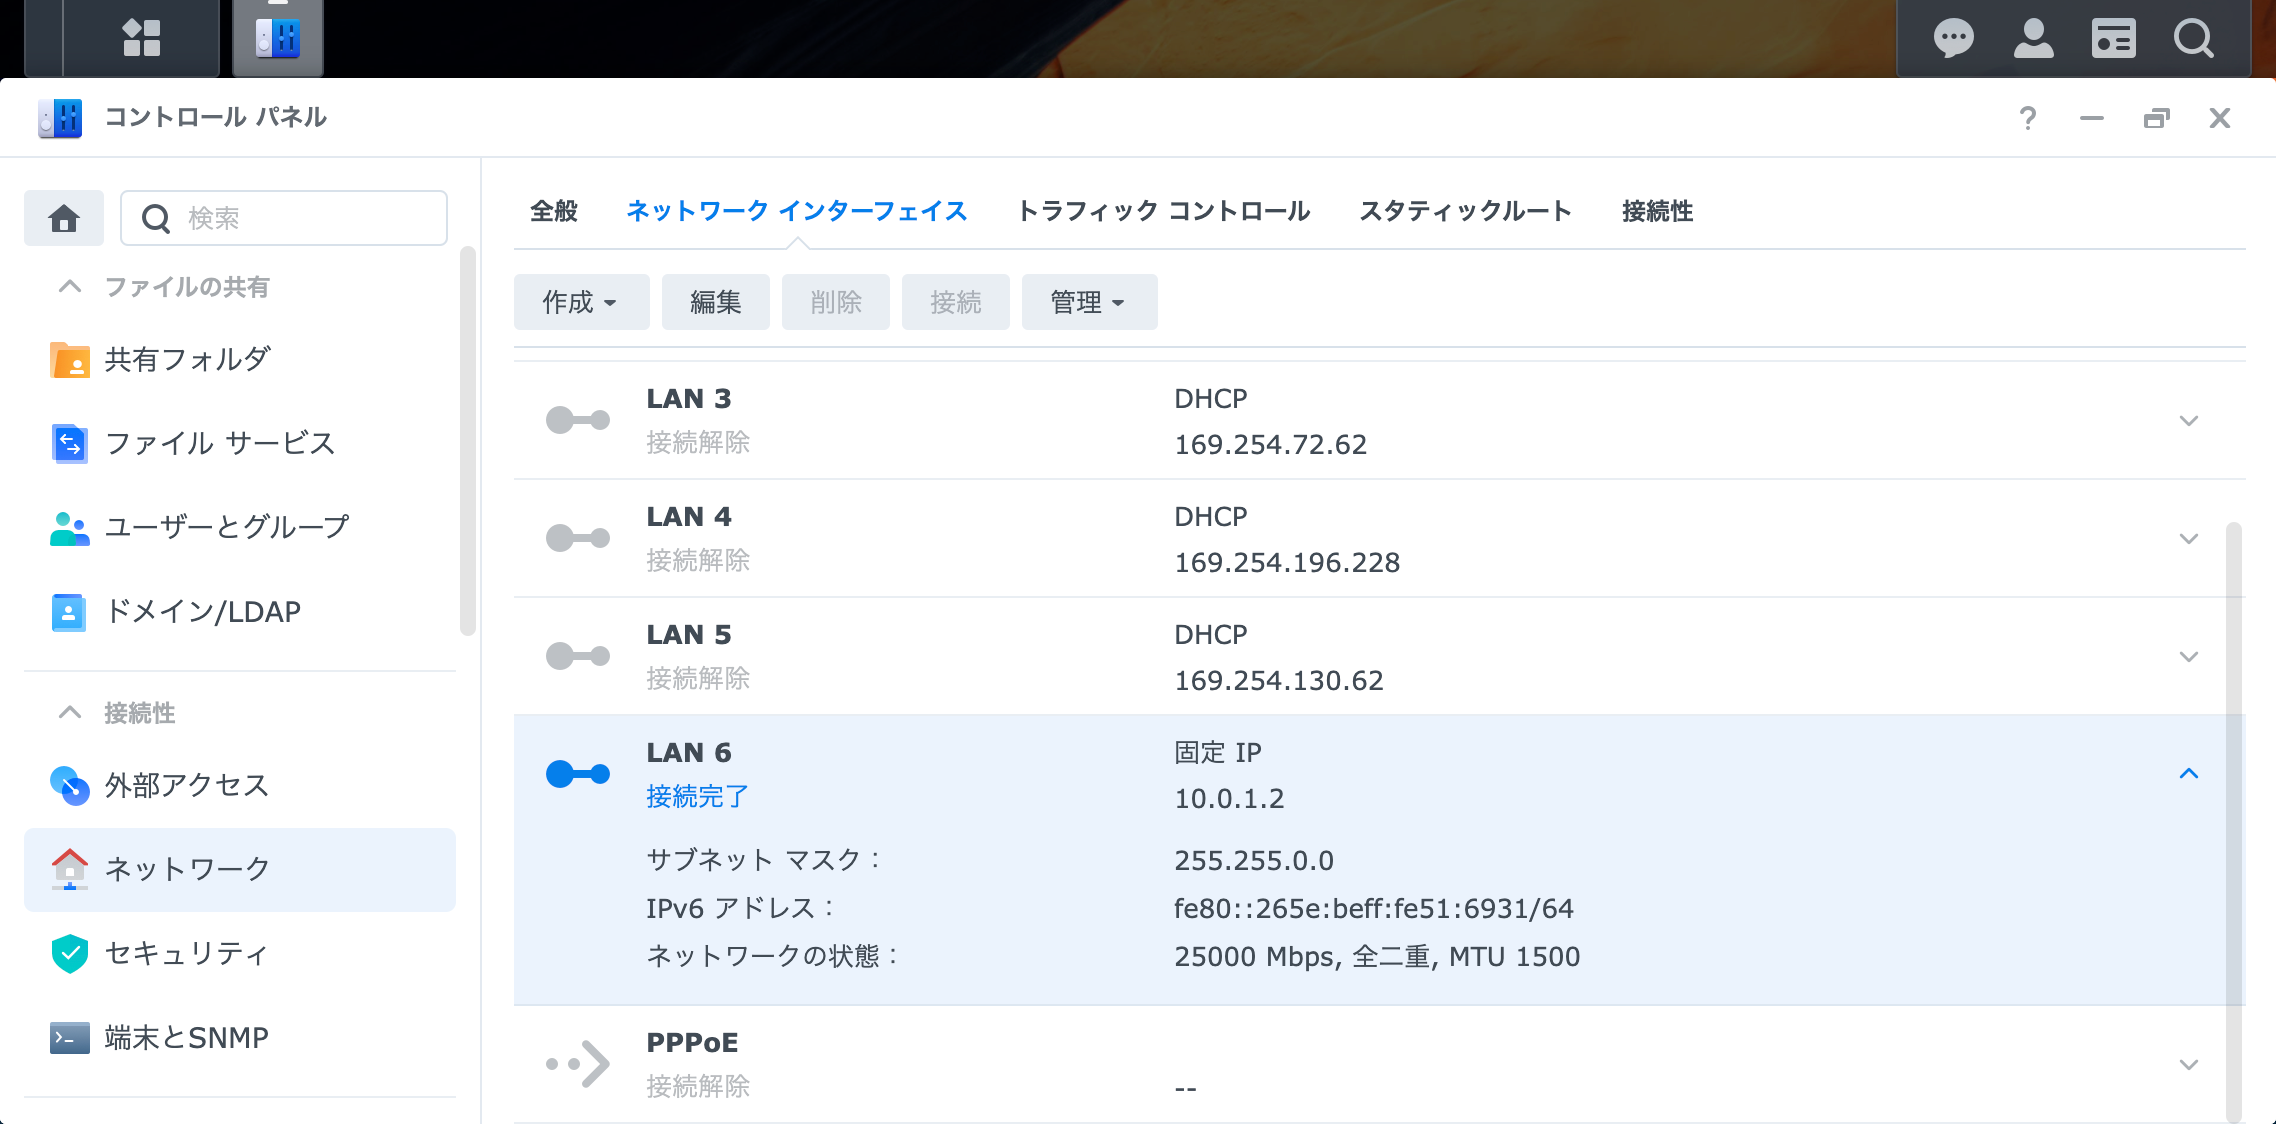 コントロール パネル
検索
ファイルの共有
共有フォルダ
ファイル サービス
ユーザーとグループ
ドメイン/LDAP
接続性
外部アクセス
ネットワーク
セキュリティ
端末とSNMP
全般 ネットワーク インターフェイス トラフィック コントロール スタティックルート 接続性
作成 編集 削除 接続 管理
LAN 3 DHCP
接続解除 169.254.72.62
LAN 4 DHCP
接続解除 169.254.196.228
LAN 5 DHCP
接続解除 169.254.130.62
LAN 6 固定 IP
接続完了 10.0.1.2
サブネット マスク： 255.255.0.0
IPv6 アドレス： fe80::265e:beff:fe51:6931/64
ネットワークの状態： 25000 Mbps, 全二重, MTU 1500
PPPoE
接続解除 --